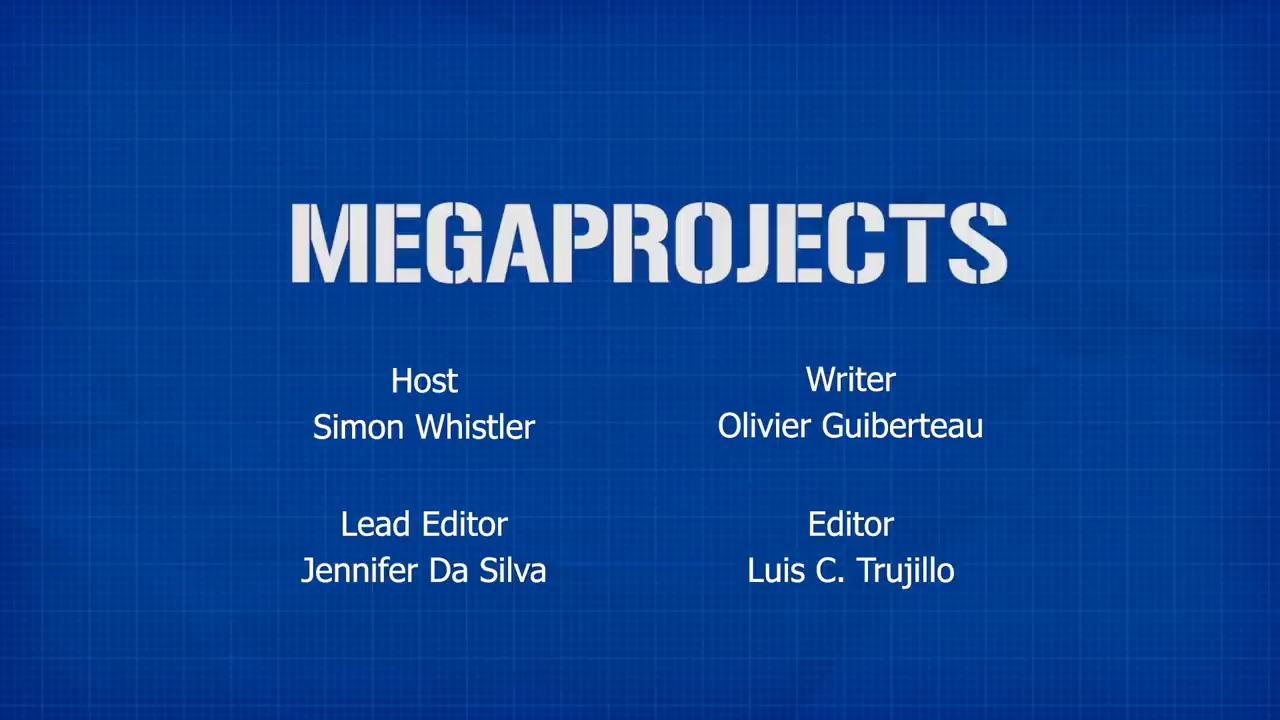 MEGAPROJECTS
Host
Simon Whistler
Writer
Olivier Guiberteau
Lead Editor
Jennifer Da Silva
Editor
Luis C. Trujillo